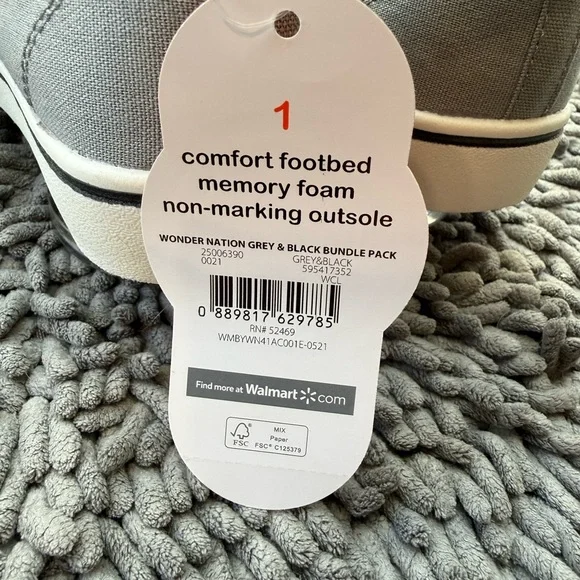 1
comfort footbed
memory foam
non-marking outsole
WONDER NATION GREY & BLACK BUNDLE PACK
25006390 GREY&BLACK
0021 595417352
WCL
0 889817 629785
RN# 52469
WMBYWN41AC001E-0521
Find more at Walmart.com
FSC
MIX
Paper
FSC® C125379